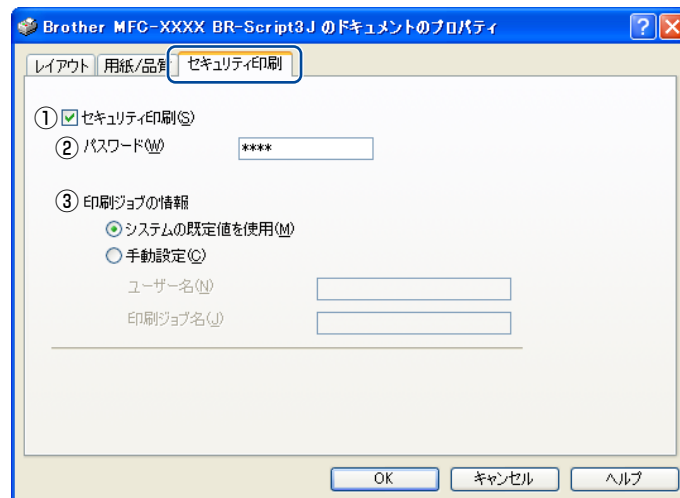 Brother MFC-XXXX BR-Script3J のドキュメントのプロパティ
レイアウト 用紙/品質 セキュリティ印刷
① セキュリティ印刷(S)
② パスワード(W) ****
③ 印刷ジョブの情報
システムの既定値を使用(M)
手動設定(C)
ユーザー名(N)
印刷ジョブ名(J)
OK キャンセル ヘルプ